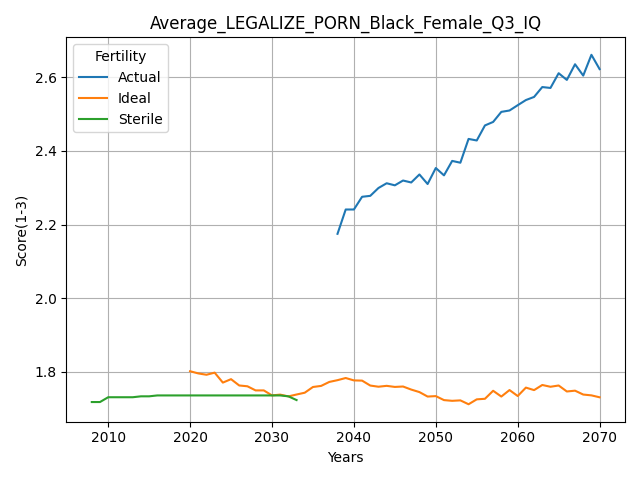 Average_LEGALIZE_PORN_Black_Female_Q3_IQ
Fertility
Actual
Ideal
Sterile
Score(1-3)
2.6
2.4
2.2
2.0
1.8
2010 2020 2030 2040 2050 2060 2070
Years